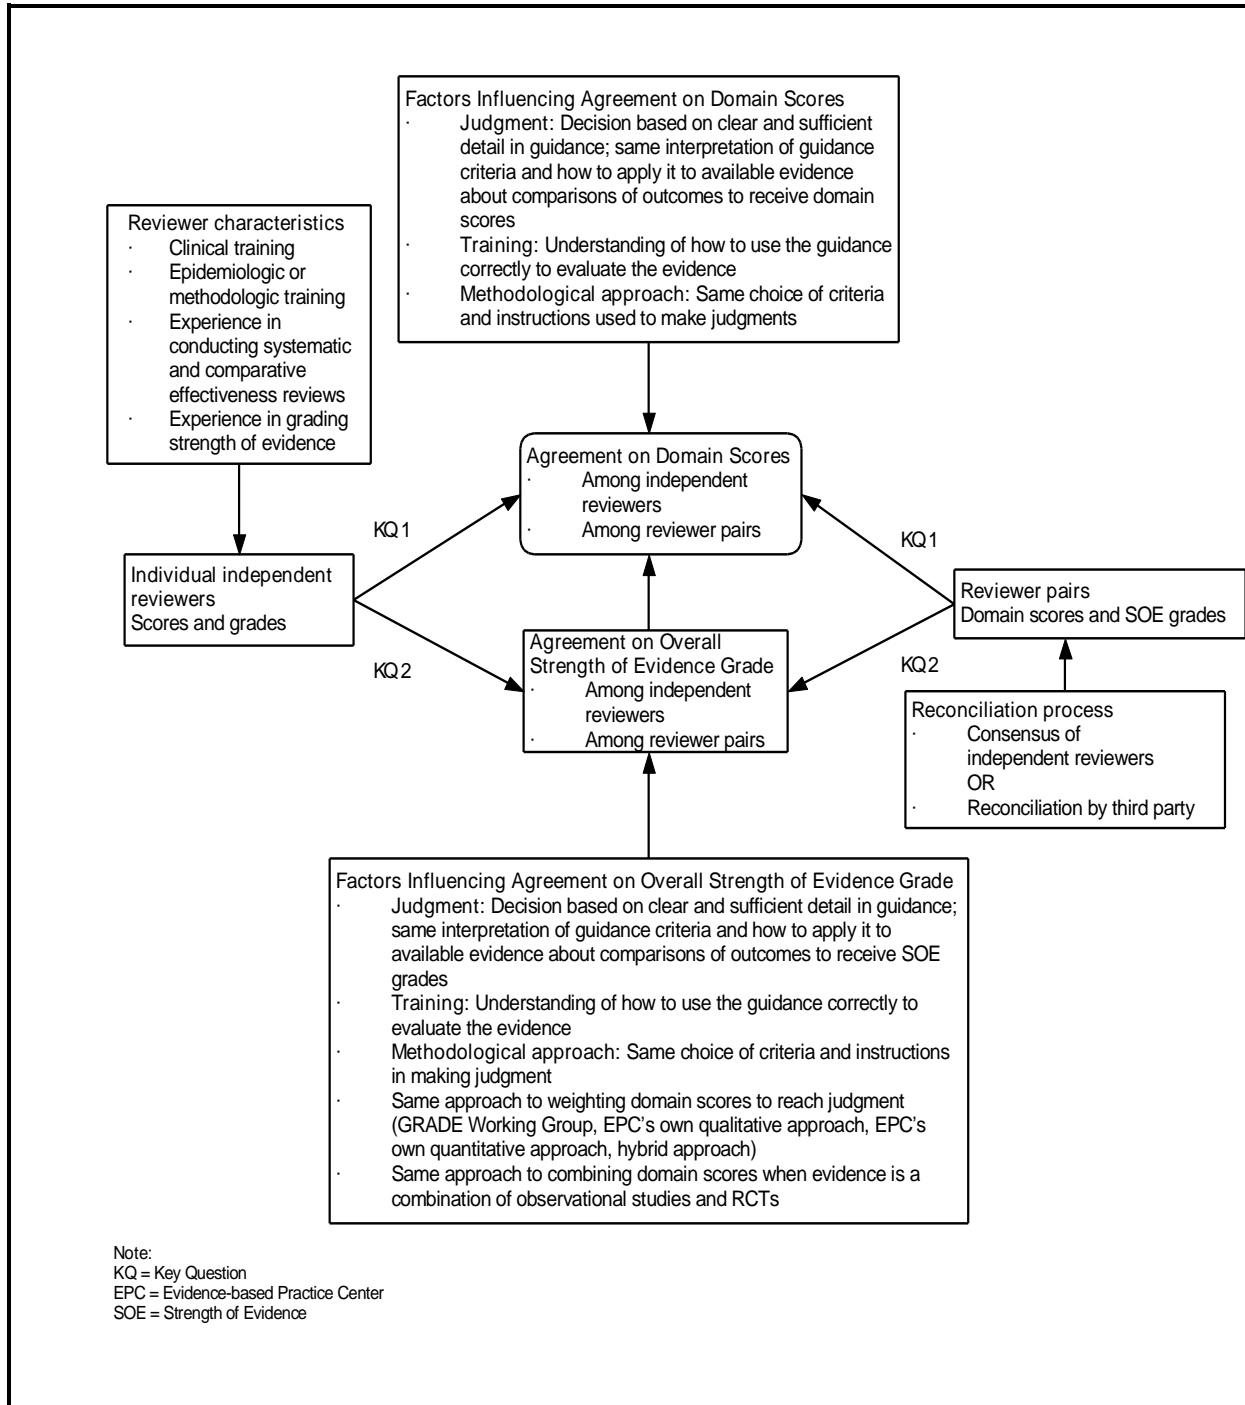 Factors Influencing Agreement on Domain Scores
· Judgment: Decision based on clear and sufficient
detail in guidance; same interpretation of guidance
criteria and how to apply it to available evidence
about comparisons of outcomes to receive domain
scores
· Training: Understanding of how to use the guidance
correctly to evaluate the evidence
· Methodological approach: Same choice of criteria
and instructions used to make judgments
Reviewer characteristics
· Clinical training
· Epidemiologic or
methodologic training
· Experience in
conducting systematic
and comparative
effectiveness reviews
· Experience in grading
strength of evidence
Agreement on Domain Scores
· Among independent
reviewers
· Among reviewer pairs
KQ1
KQ1
Individual independent
reviewers
Scores and grades
Reviewer pairs
Domain scores and SOE grades
KQ2
KQ2
Agreement on Overall
Strength of Evidence Grade
· Among independent
reviewers
· Among reviewer pairs
Reconciliation process
· Consensus of
independent reviewers
OR
· Reconciliation by third party
Factors Influencing Agreement on Overall Strength of Evidence Grade
· Judgment: Decision based on clear and sufficient detail in guidance;
same interpretation of guidance criteria and how to apply it to
available evidence about comparisons of outcomes to receive SOE
grades
· Training: Understanding of how to use the guidance correctly to
evaluate the evidence
· Methodological approach: Same choice of criteria and instructions
in making judgment
· Same approach to weighting domain scores to reach judgment
(GRADE Working Group, EPC's own qualitative approach, EPC's
own quantitative approach, hybrid approach)
· Same approach to combining domain scores when evidence is a
combination of observational studies and RCTs
Note:
KQ = Key Question
EPC = Evidence-based Practice Center
SOE = Strength of Evidence